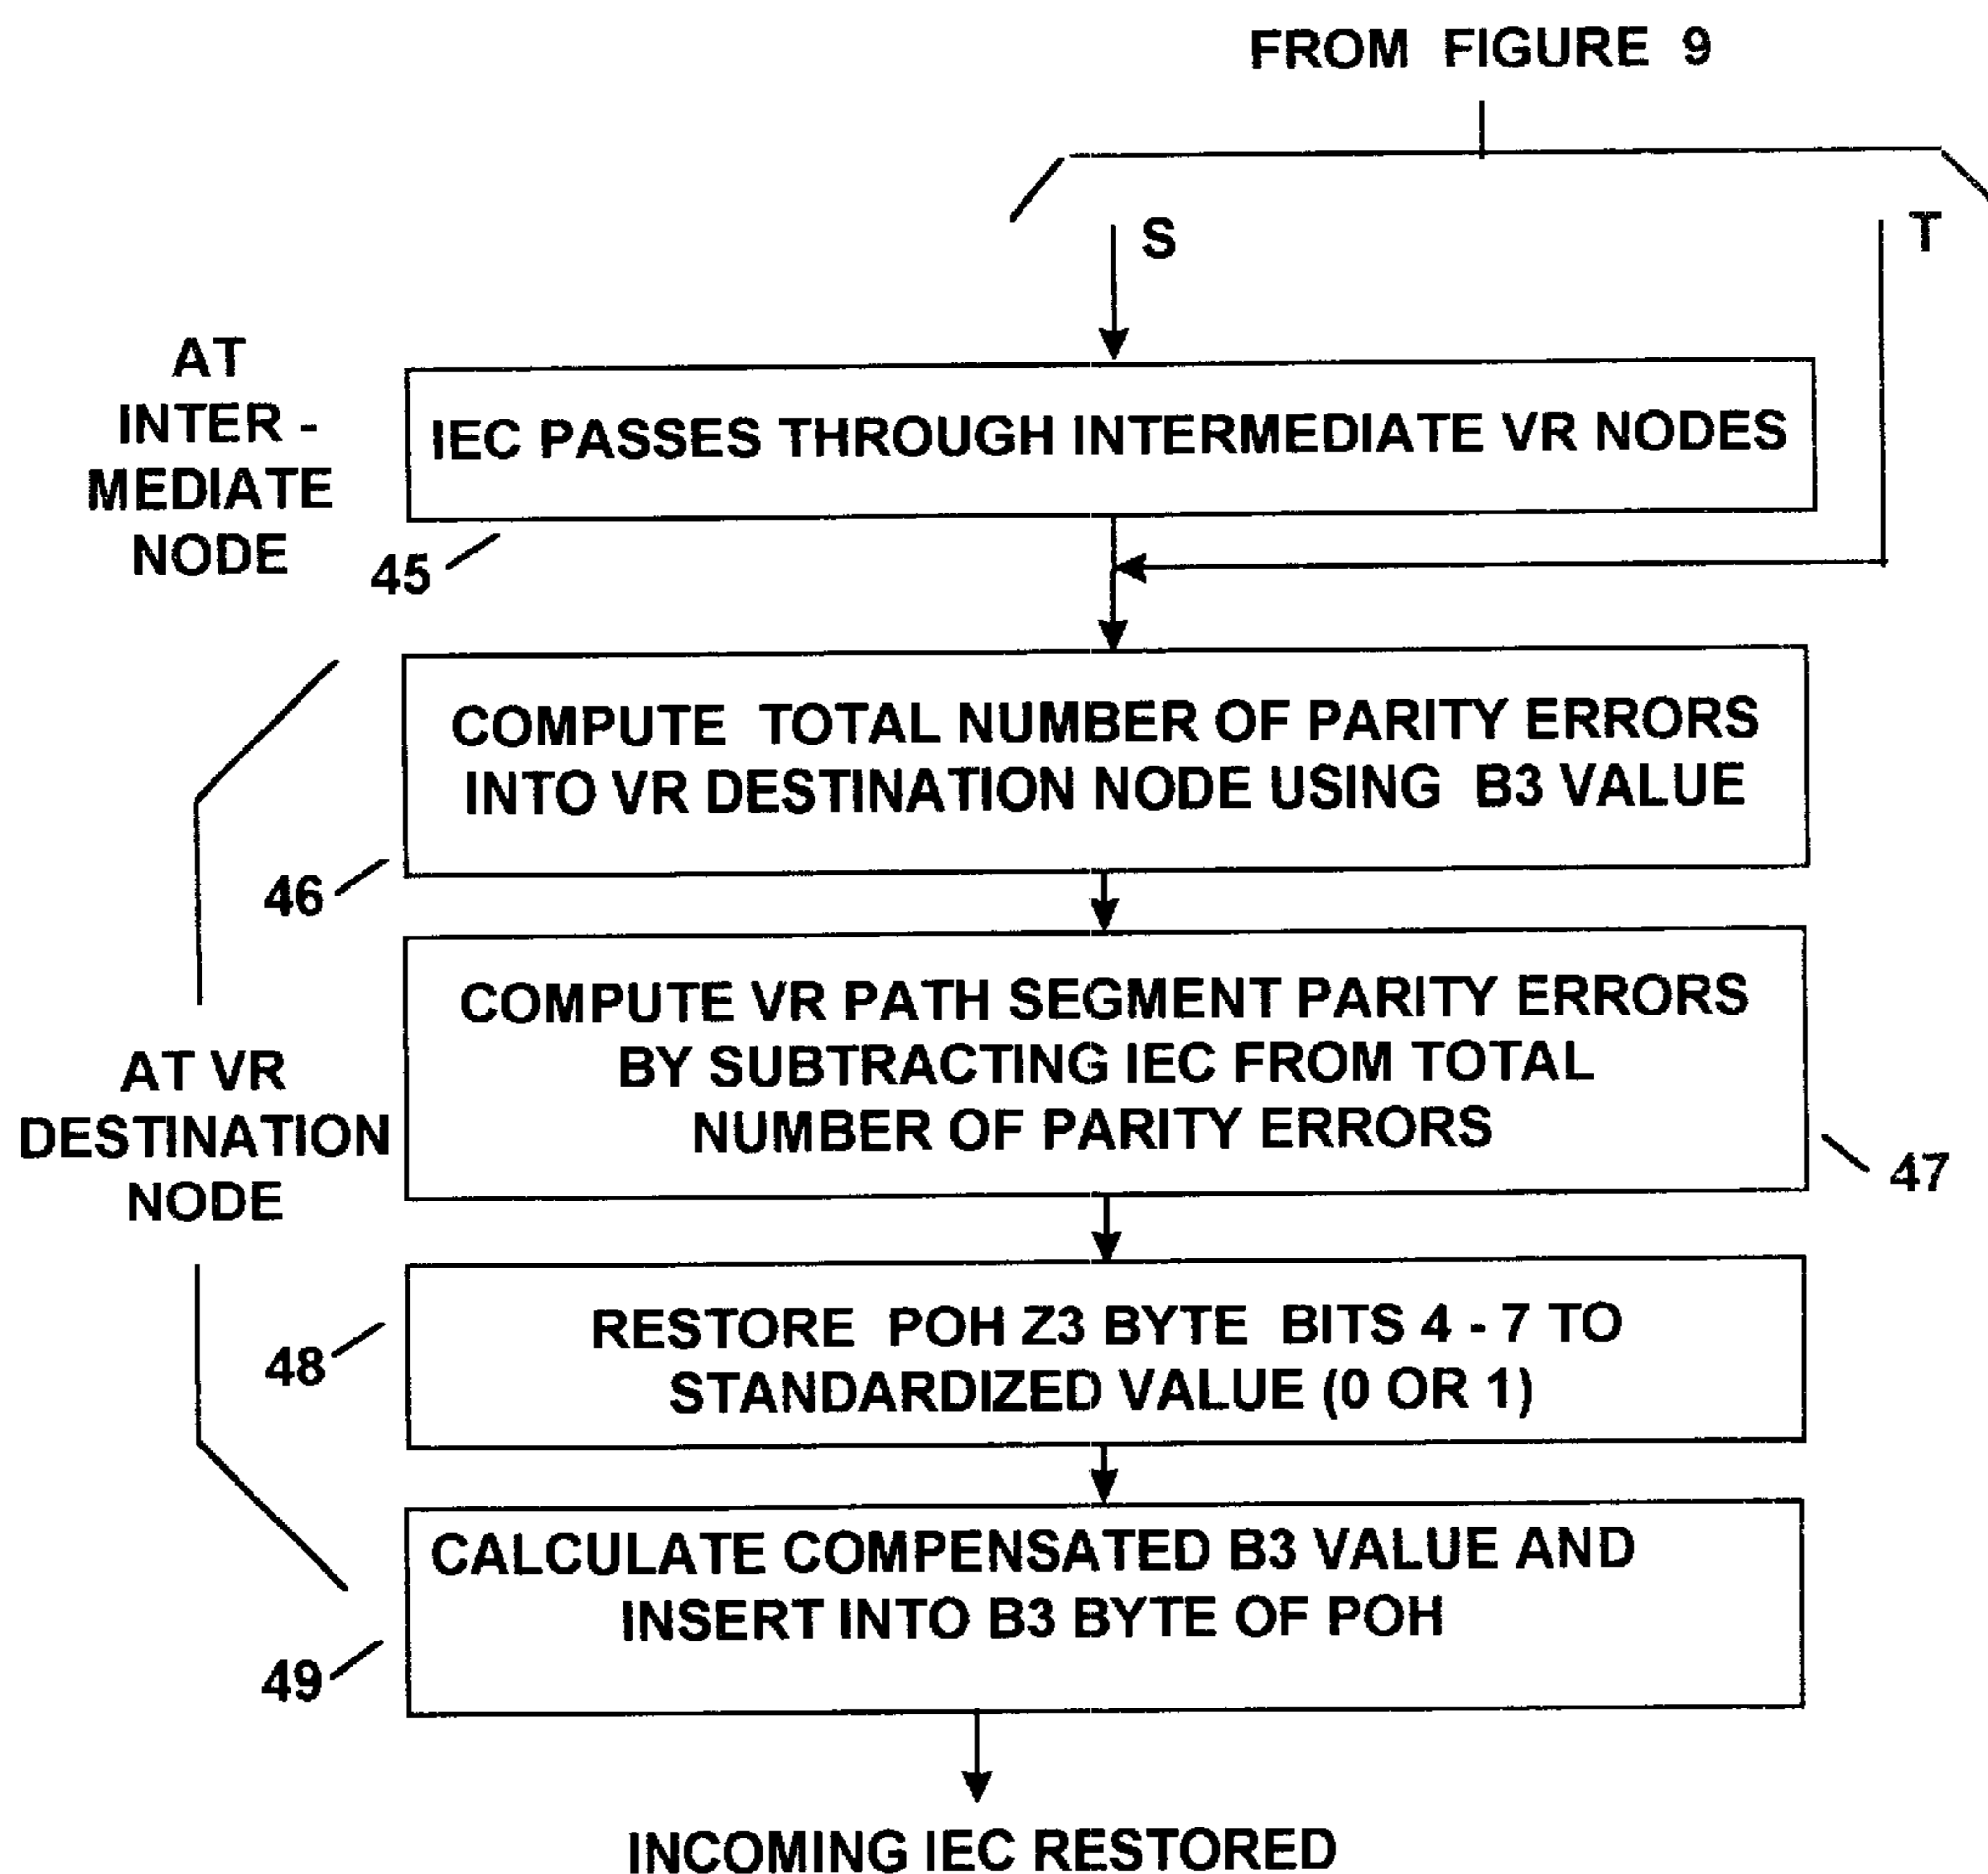 FROM FIGURE 9
S
T
AT
INTER -
MEDIATE
NODE
IEC PASSES THROUGH INTERMEDIATE VR NODES
45
COMPUTE TOTAL NUMBER OF PARITY ERRORS
INTO VR DESTINATION NODE USING B3 VALUE
46
COMPUTE VR PATH SEGMENT PARITY ERRORS
BY SUBTRACTING IEC FROM TOTAL
NUMBER OF PARITY ERRORS
47
AT VR
DESTINATION
NODE
RESTORE POH Z3 BYTE BITS 4 - 7 TO
STANDARDIZED VALUE (0 OR 1)
48
CALCULATE COMPENSATED B3 VALUE AND
INSERT INTO B3 BYTE OF POH
49
INCOMING IEC RESTORED